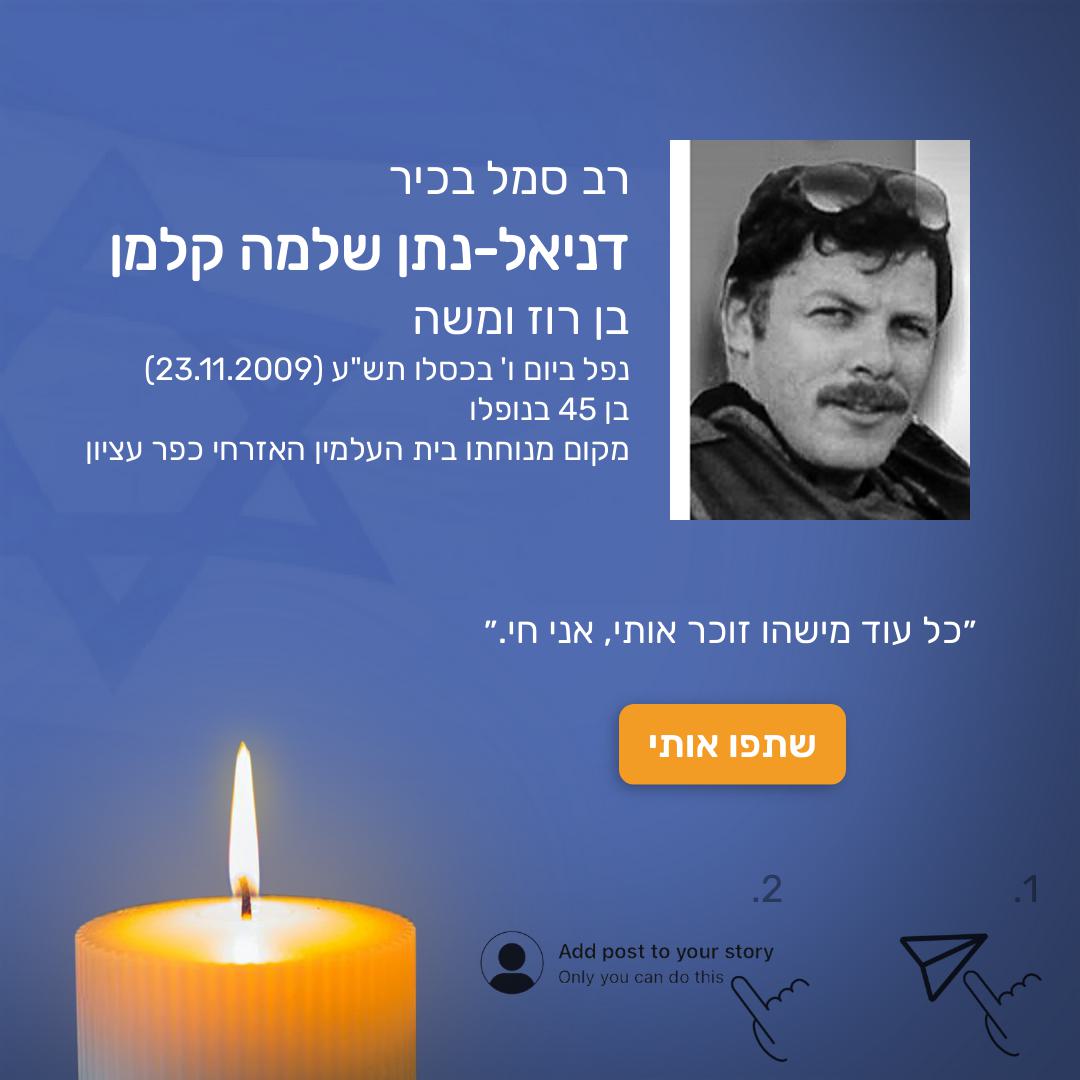 רב סמל בכיר
דניאל-נתן שלמה קלמן
בן רוז ומשה
נפל ביום ו' בכסלו תש"ע (23.11.2009)
בן 45 בנופלו
מקום מנוחתו בית העלמין האזרחי כפר עציון
״כל עוד מישהו זוכר אותי, אני חי.״
שתפו אותי
.1
.2
Add post to your story
Only you can do this